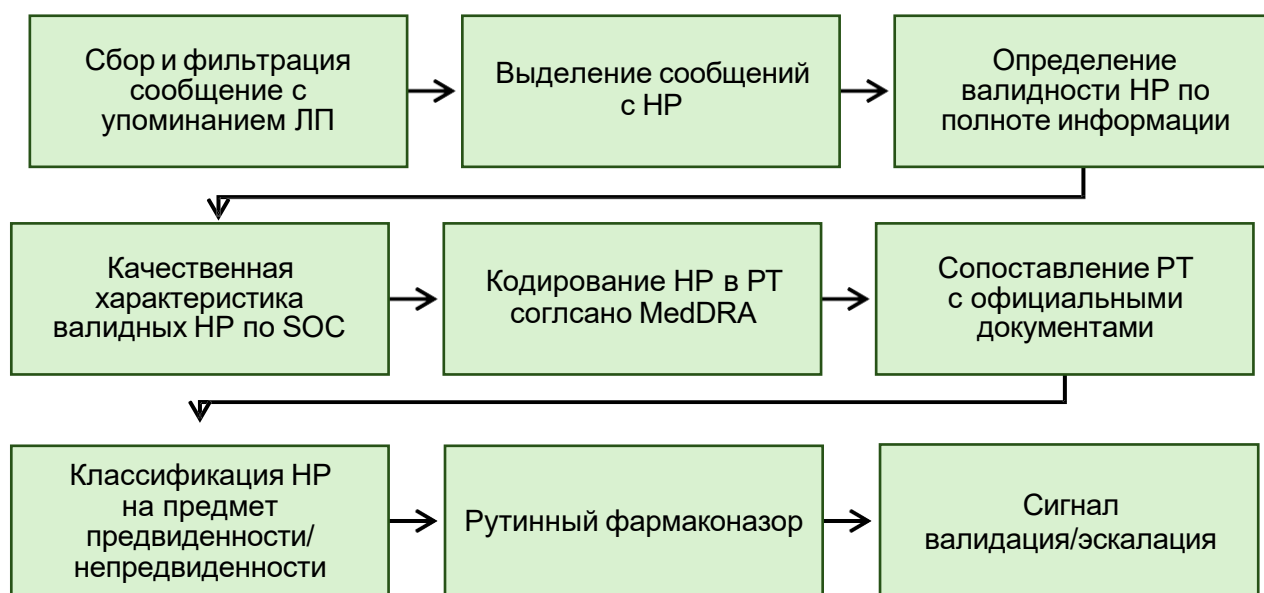 Сбор и фильтрация
сообщение с
упоминанием ЛП
Выделение сообщений
с НР
Определение
валидности НР по
полноте информации
Качественная
характеристика
валидных НР по SOC
Кодирование НР в РТ
соглсано MedDRA
Сопоставление РТ
с официальными
документами
Классификация НР
на предмет
предвиденности/
непредвиденности
Рутинный фармаконазор
Сигнал
валидация/эскалация